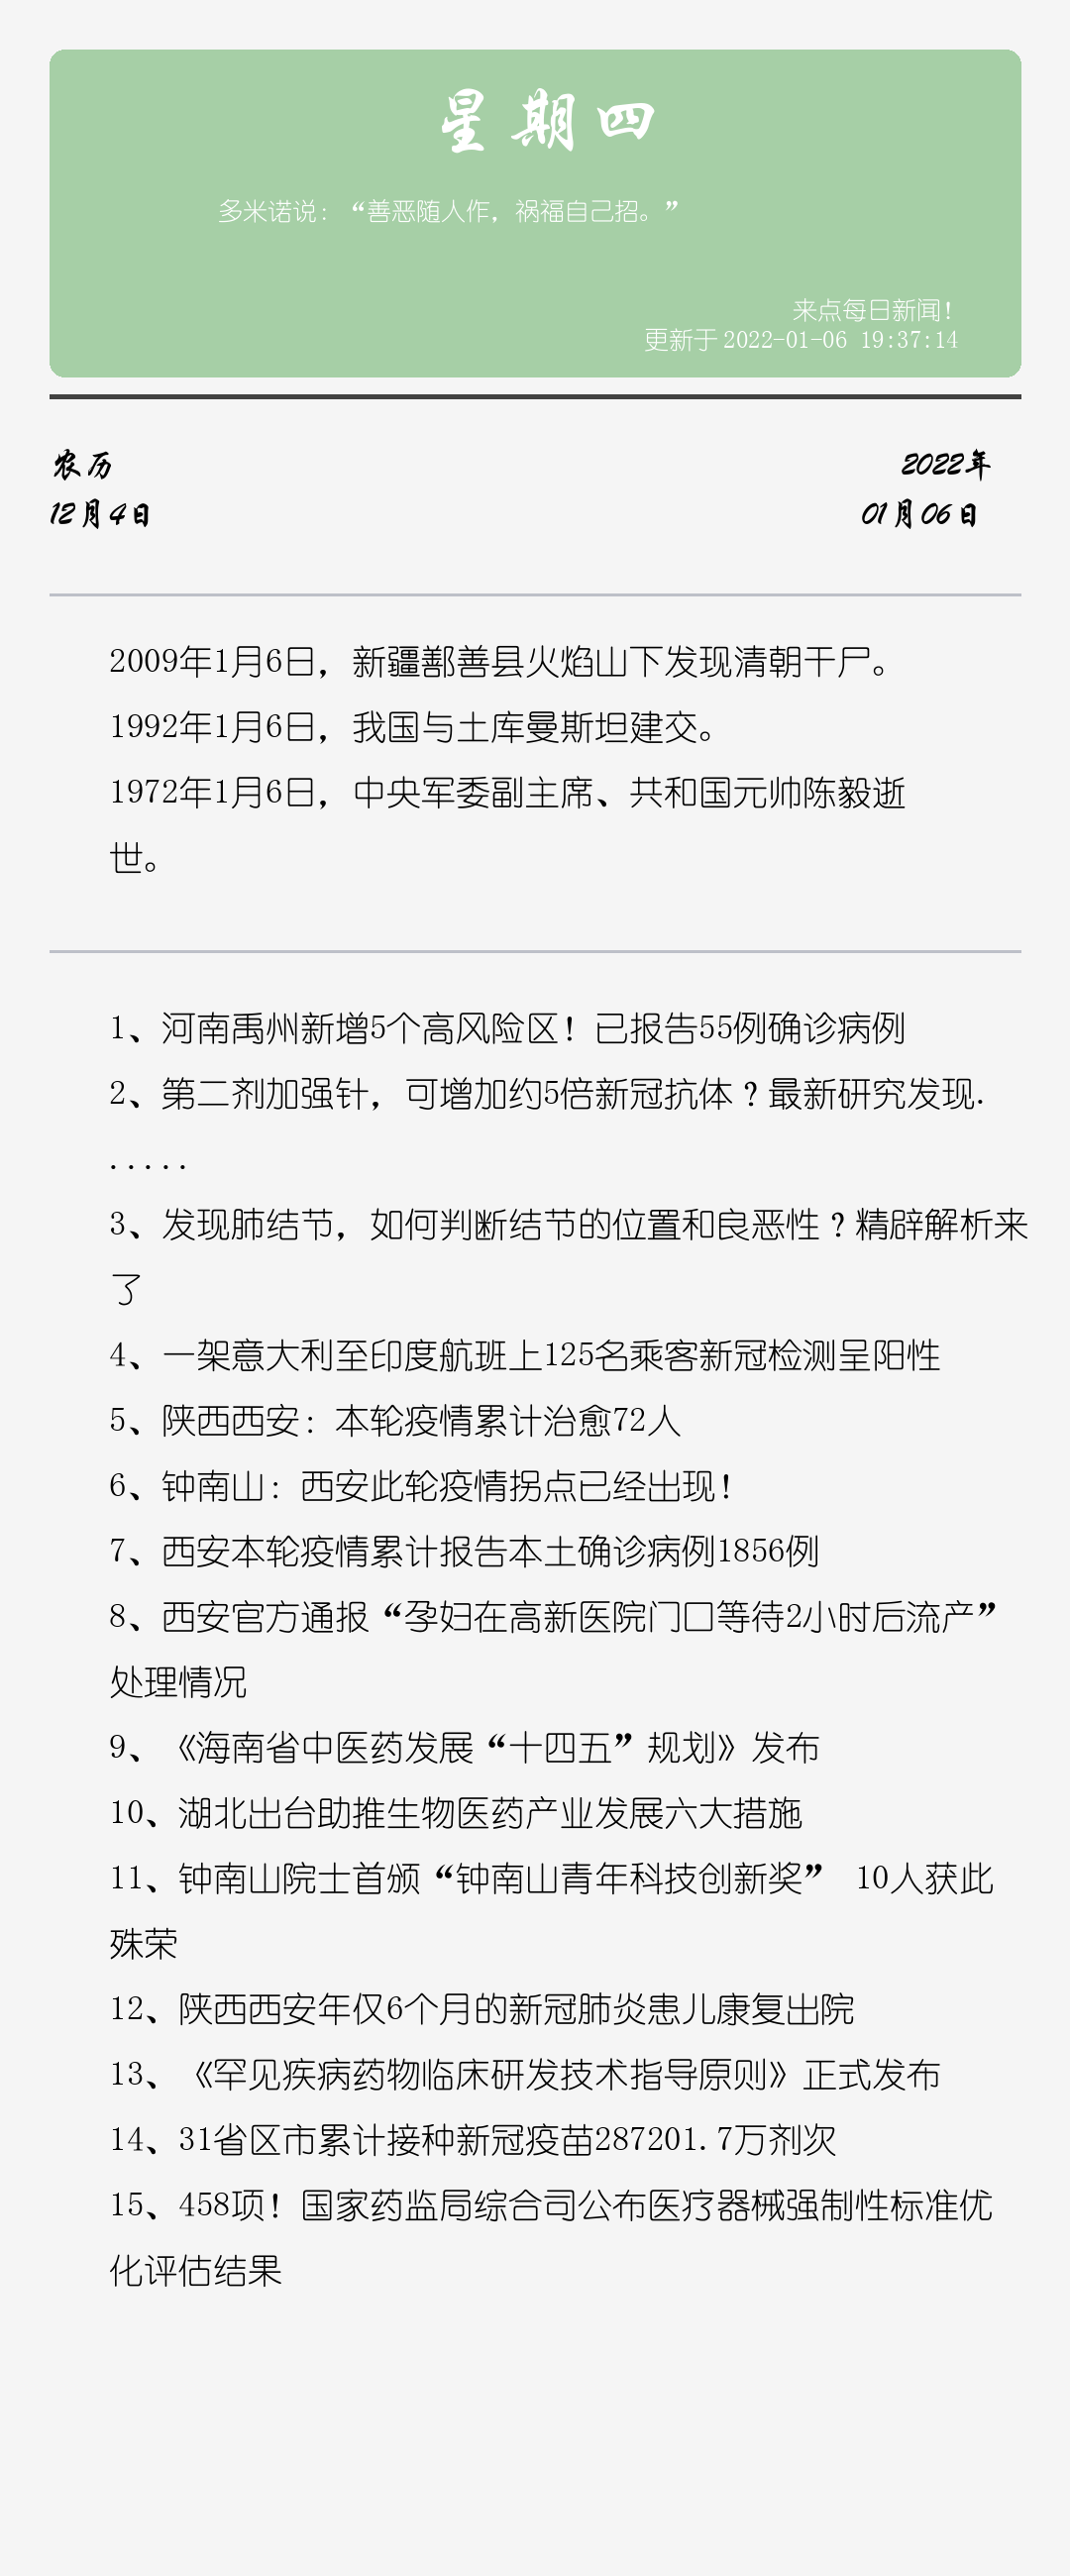 星期四
多米诺说：“善恶随人作，祸福自己招。”
来点每日新闻！
更新于 2022-01-06 19:37:14
农历
2022年
12月4日
01月06日
2009年1月6日，新疆鄯善县火焰山下发现清朝干尸。
1992年1月6日，我国与土库曼斯坦建交。
1972年1月6日，中央军委副主席、共和国元帅陈毅逝
世。
1、河南禹州新增5个高风险区！已报告55例确诊病例
2、第二剂加强针，可增加约5倍新冠抗体？最新研究发现.
.....
3、发现肺结节，如何判断结节的位置和良恶性？精辟解析来
了
4、一架意大利至印度航班上125名乘客新冠检测呈阳性
5、陕西西安：本轮疫情累计治愈72人
6、钟南山：西安此轮疫情拐点已经出现！
7、西安本轮疫情累计报告本土确诊病例1856例
8、西安官方通报“孕妇在高新医院门口等待2小时后流产”
处理情况
9、《海南省中医药发展“十四五”规划》发布
10、湖北出台助推生物医药产业发展六大措施
11、钟南山院士首颁“钟南山青年科技创新奖” 10人获此
殊荣
12、陕西西安年仅6个月的新冠肺炎患儿康复出院
13、《罕见疾病药物临床研发技术指导原则》正式发布
14、31省区市累计接种新冠疫苗287201.7万剂次
15、458项！国家药监局综合司公布医疗器械强制性标准优
化评估结果